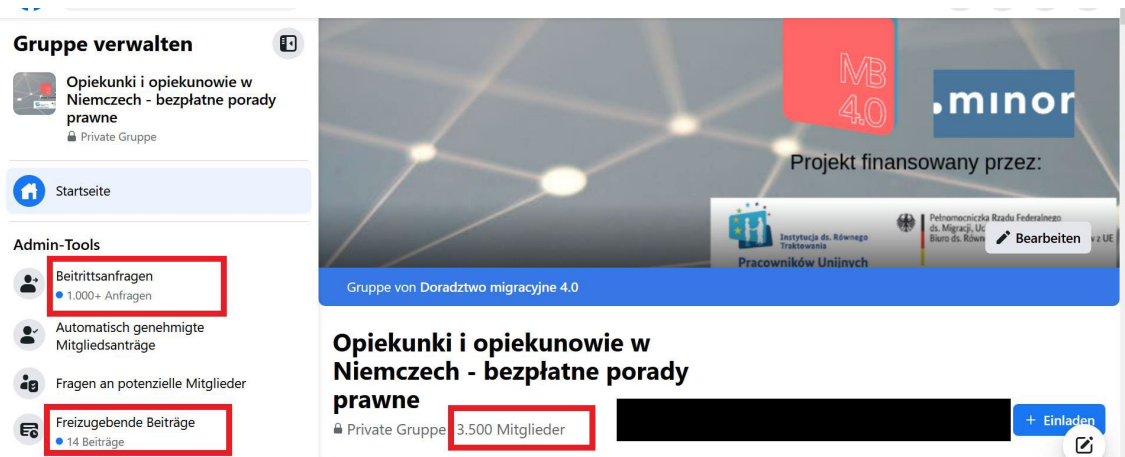 Gruppe verwalten
Opiekunki i opiekunowie w
Niemczech - bezpłatne porady
prawne
Private Gruppe
Startseite
Admin-Tools
Beitrittsanfragen
1.000+ Anfragen
Automatisch genehmigte
Mitgliedsanträge
Fragen an potenzielle Mitglieder
Freizugebende Beiträge
14 Beiträge
MB
4.0
minor
Projekt finansowany przez:
Instytucja ds. Równego
Traktowania
Pracowników Unijnych
Pełnomocniczka Rządu Federalnego
ds. Migracji,
Biuro ds.
z UE
Bearbeiten
Gruppe von Doradztwo migracyjne 4.0
Opiekunki i opiekunowie w
Niemczech - bezpłatne porady
prawne
Private Gruppe 3.500 Mitglieder
+ Einladen